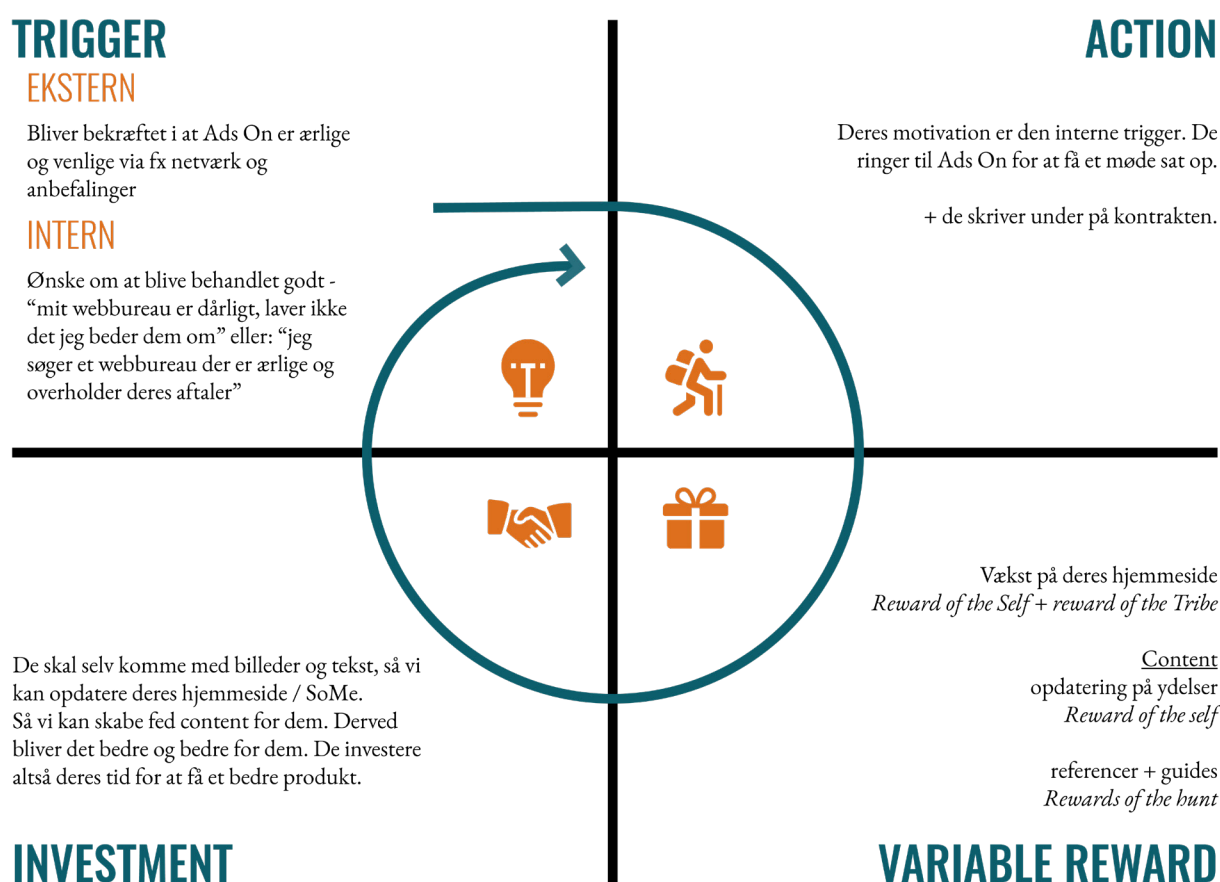 TRIGGER
EKSTERN
Bliver bekræftet i at Ads On er ærlige
og venlige via fx netværk og
anbefalinger
INTERN
Ønske om at blive behandlet godt -
“mit webbureau er dårligt, laver ikke
det jeg beder dem om” eller: “jeg
søger et webbureau der er ærlige og
overholder deres aftaler”
ACTION
Deres motivation er den interne trigger. De
ringer til Ads On for at få et møde sat op.
+ de skriver under på kontrakten.
Vækst på deres hjemmeside
Reward of the Self + reward of the Tribe
Content
opdatering på ydelser
Reward of the self
referencer + guides
Rewards of the hunt
VARIABLE REWARD
De skal selv komme med billeder og tekst, så vi
kan opdatere deres hjemmeside / SoMe.
Så vi kan skabe fed content for dem. Derved
bliver det bedre og bedre for dem. De investere
altså deres tid for at få et bedre produkt.
INVESTMENT